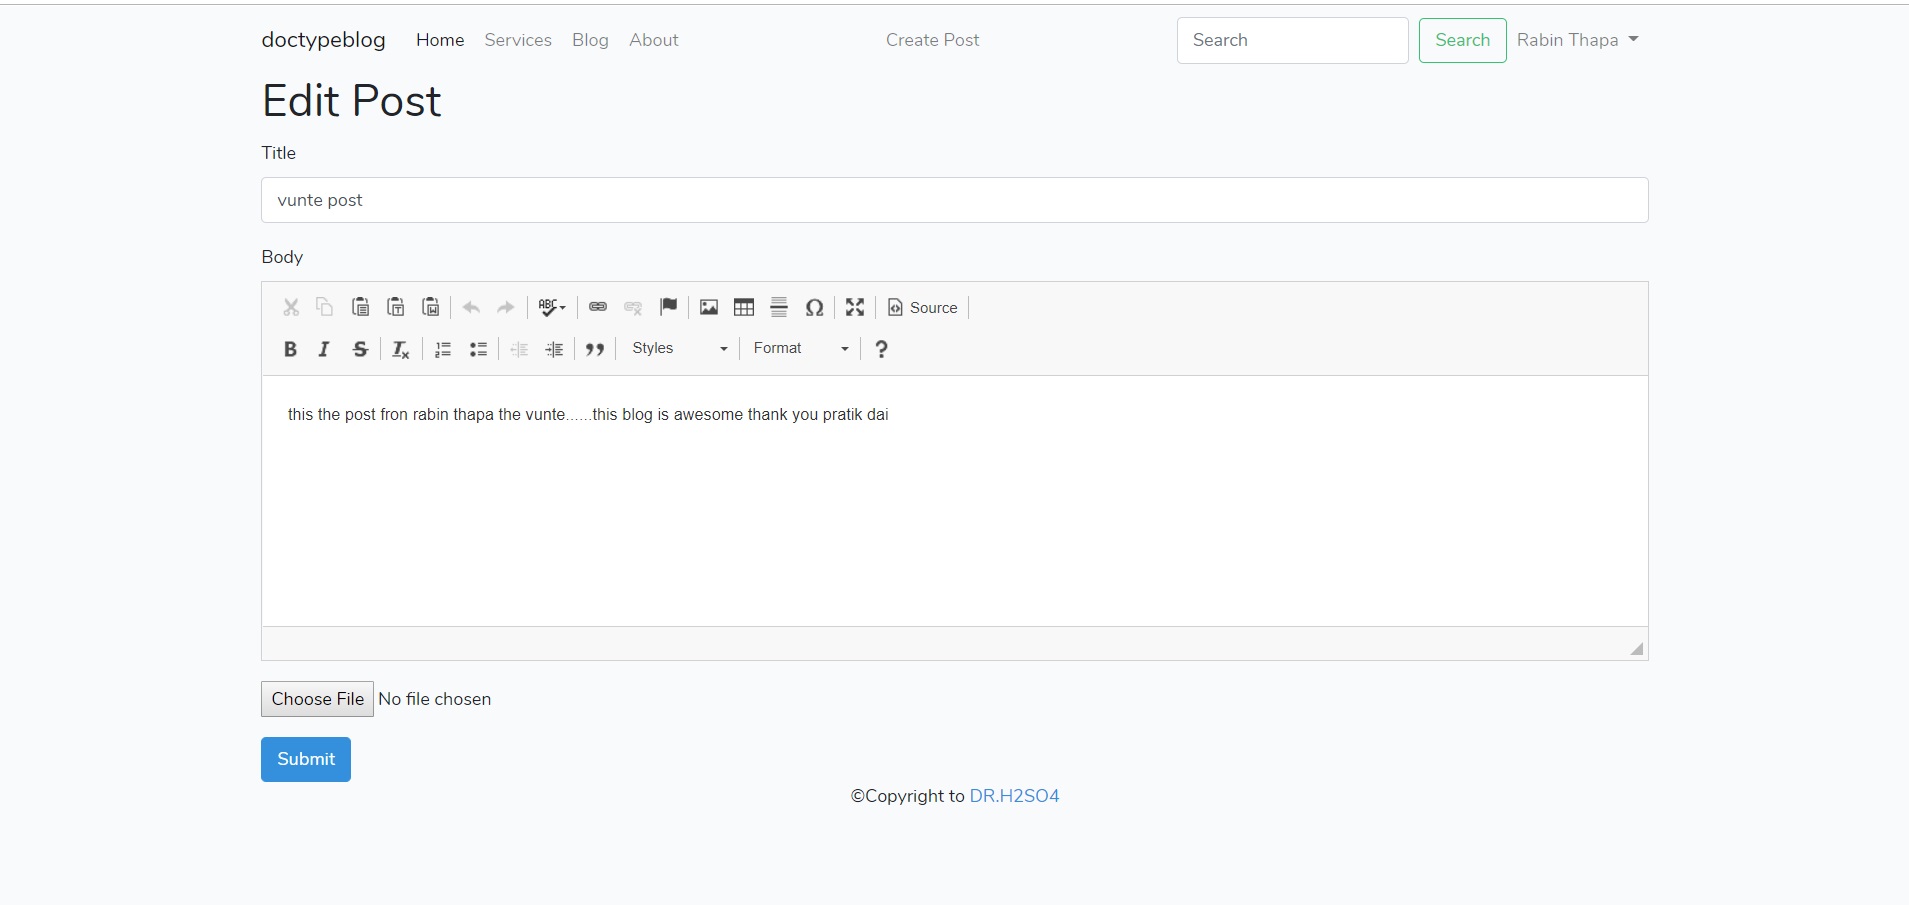 doctypeblog Home Services Blog About Create Post Search Search Rabin Thapa
Edit Post
Title
vunte post
Body
ABC Ω Source
B I S Tx Styles Format ?
this the post fron rabin thapa the vunte......this blog is awesome thank you pratik dai
Choose File No file chosen
Submit
©Copyright to DR.H2SO4